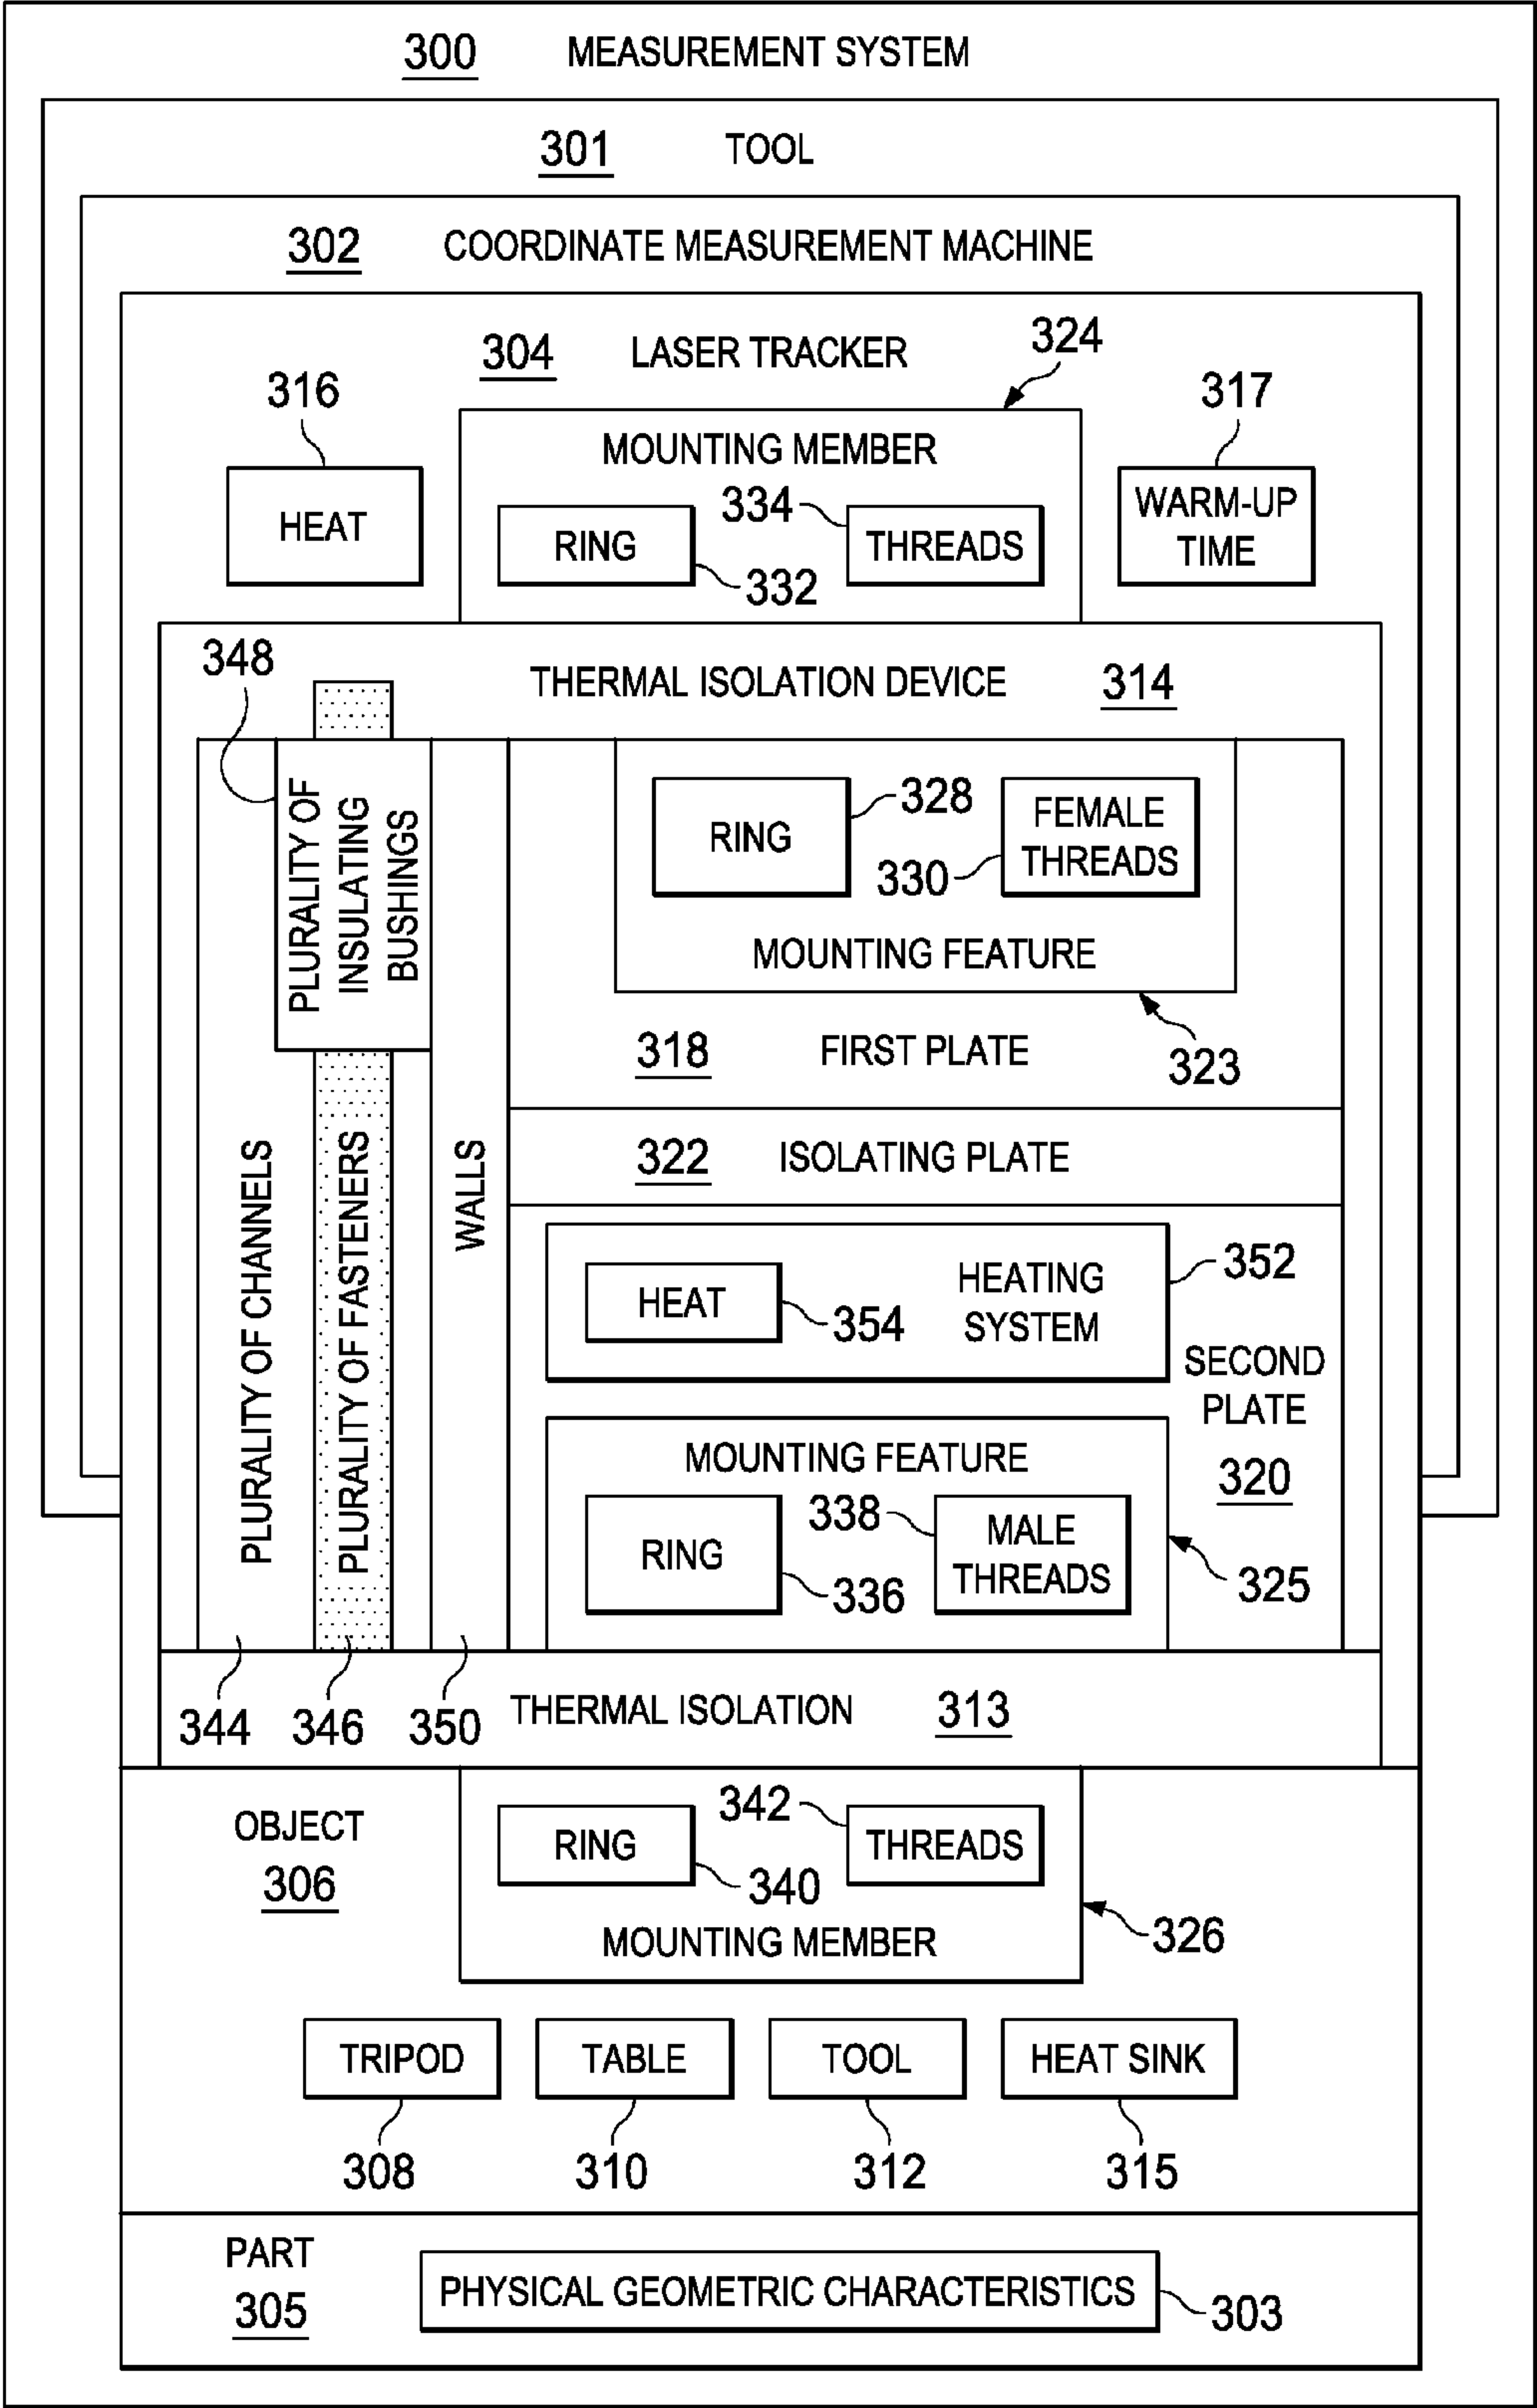 300 MEASUREMENT SYSTEM
301 TOOL
302 COORDINATE MEASUREMENT MACHINE
304 LASER TRACKER
324
316
317
HEAT
MOUNTING MEMBER
RING
332
334
THREADS
WARM-UP
TIME
348
THERMAL ISOLATION DEVICE 314
PLURALITY OF
INSULATING
BUSHINGS
RING
328
330
FEMALE
THREADS
MOUNTING FEATURE
323
318 FIRST PLATE
322 ISOLATING PLATE
PLURALITY OF CHANNELS
PLURALITY OF FASTENERS
WALLS
HEAT
354
HEATING
SYSTEM
352
SECOND
PLATE
320
MOUNTING FEATURE
RING
336
338
MALE
THREADS
325
344
346
350
THERMAL ISOLATION 313
OBJECT
306
RING
340
342
THREADS
MOUNTING MEMBER
326
TRIPOD
TABLE
TOOL
HEAT SINK
308
310
312
315
PART
305
PHYSICAL GEOMETRIC CHARACTERISTICS
303